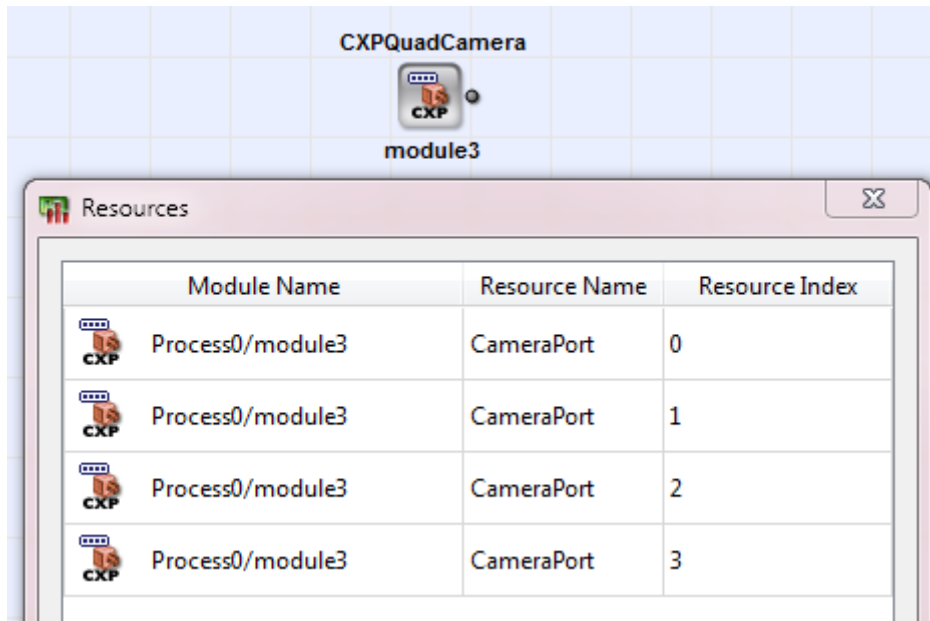 CXPQuadCamera
CXP
module3
Resources
Module Name Resource Name Resource Index
CXP Process0/module3 CameraPort 0
CXP Process0/module3 CameraPort 1
CXP Process0/module3 CameraPort 2
CXP Process0/module3 CameraPort 3